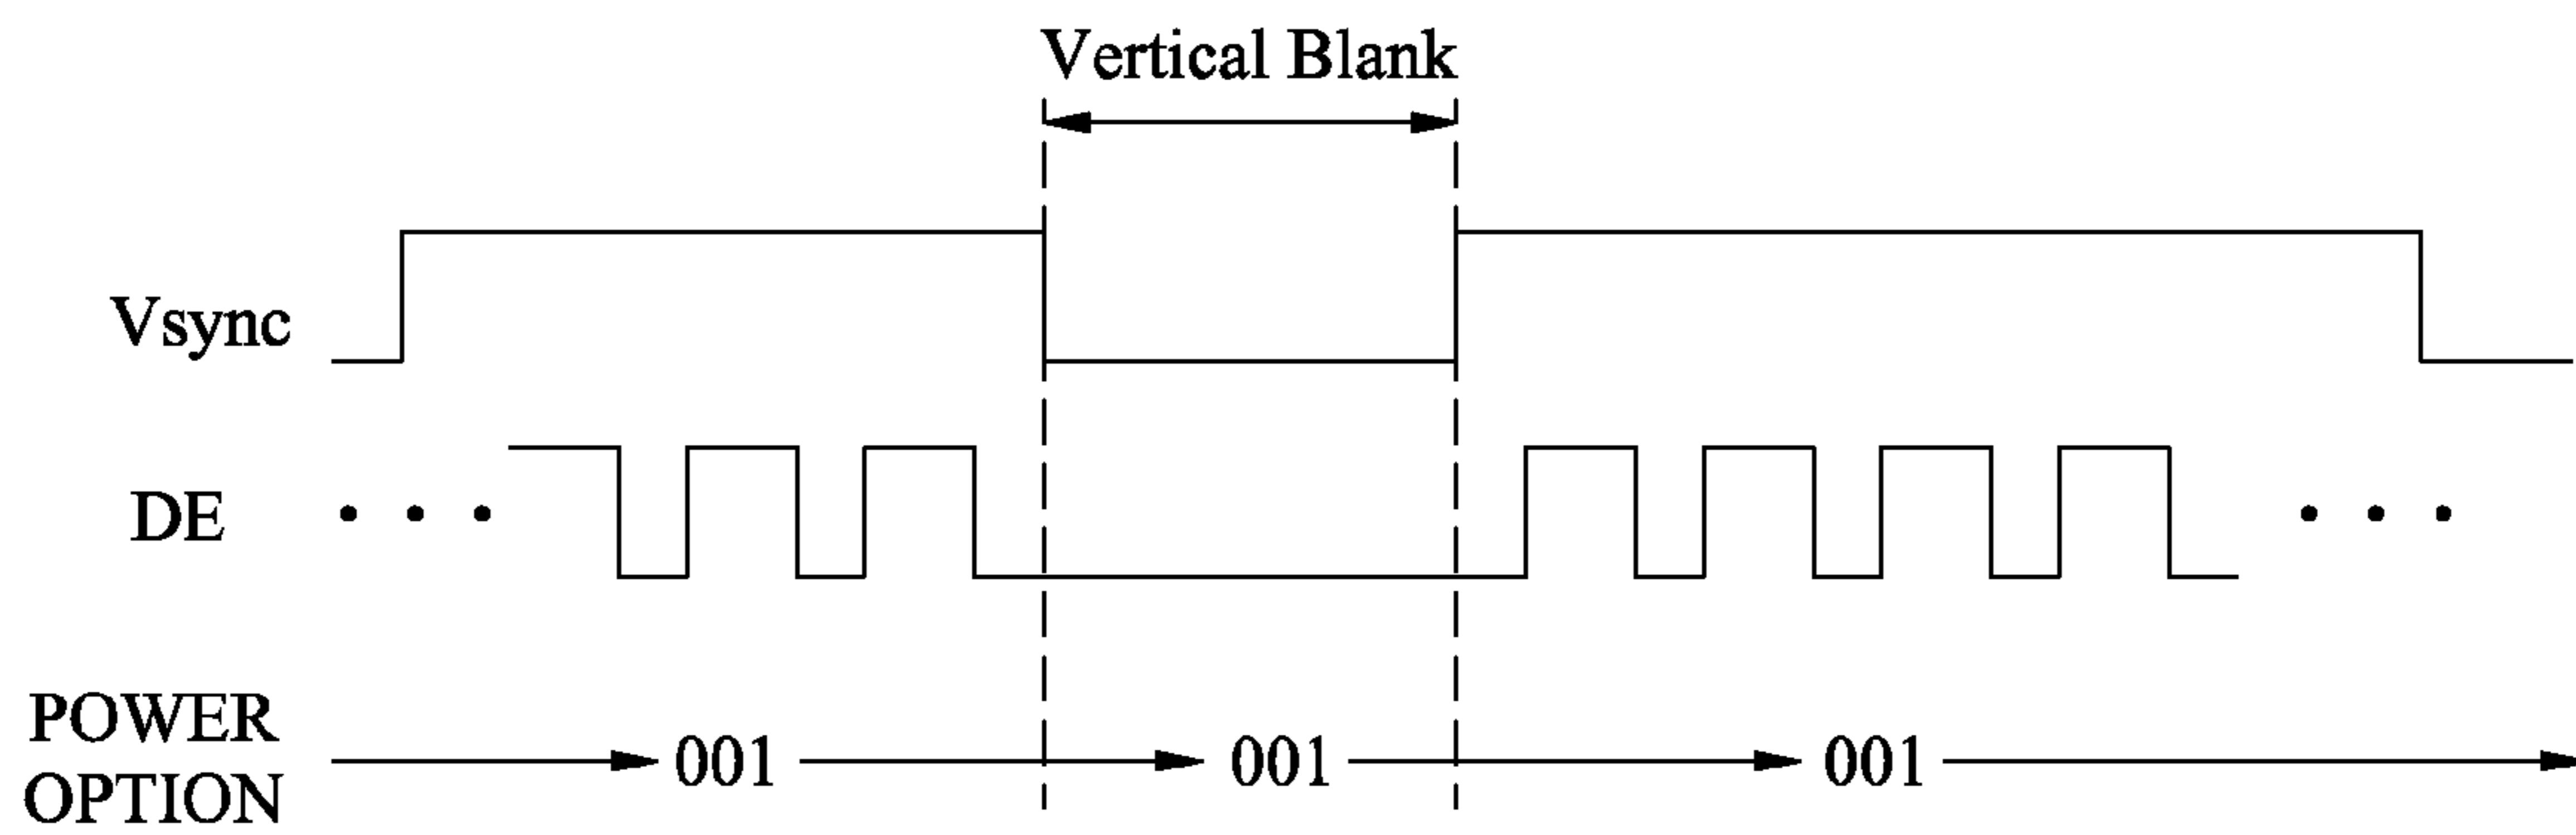 Vertical Blank
Vsync
DE
POWER
OPTION
001 001 001